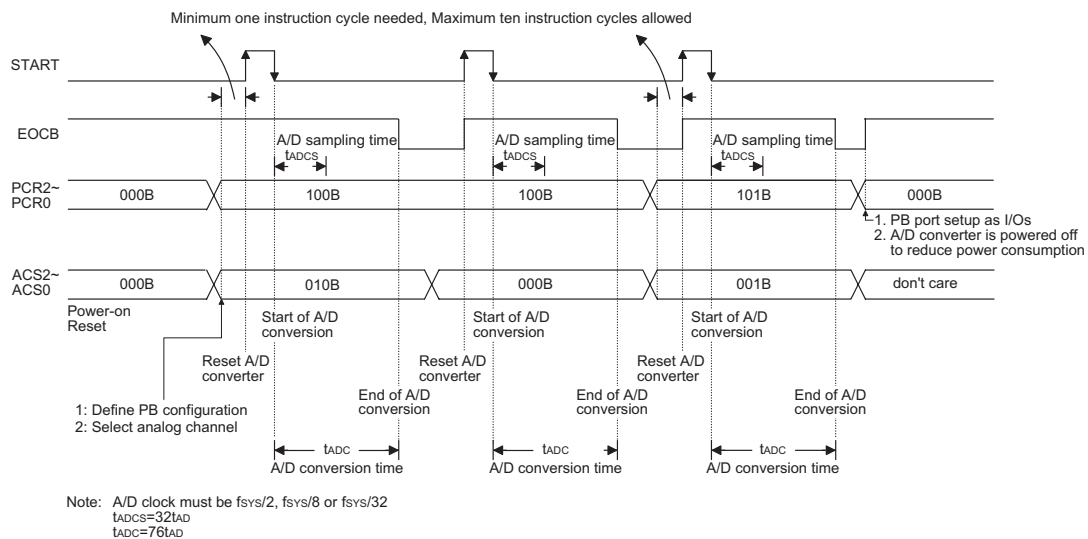 Minimum one instruction cycle needed, Maximum ten instruction cycles allowed
START
EOCB
A/D sampling time
tADCS
A/D sampling time
tADCS
A/D sampling time
tADCS
PCR2~
PCR0
000B
100B
100B
101B
000B
1. PB port setup as I/Os
2. A/D converter is powered off
to reduce power consumption
ACS2~
ACS0
000B
010B
000B
001B
don't care
Power-on
Reset
Start of A/D
conversion
Start of A/D
conversion
Start of A/D
conversion
Reset A/D
converter
Reset A/D
converter
Reset A/D
converter
1: Define PB configuration
2: Select analog channel
End of A/D
conversion
End of A/D
conversion
End of A/D
conversion
tADC
A/D conversion time
tADC
A/D conversion time
tADC
A/D conversion time
Note: A/D clock must be fSYS/2, fSYS/8 or fSYS/32
tADCS=32tAD
tADC=76tAD